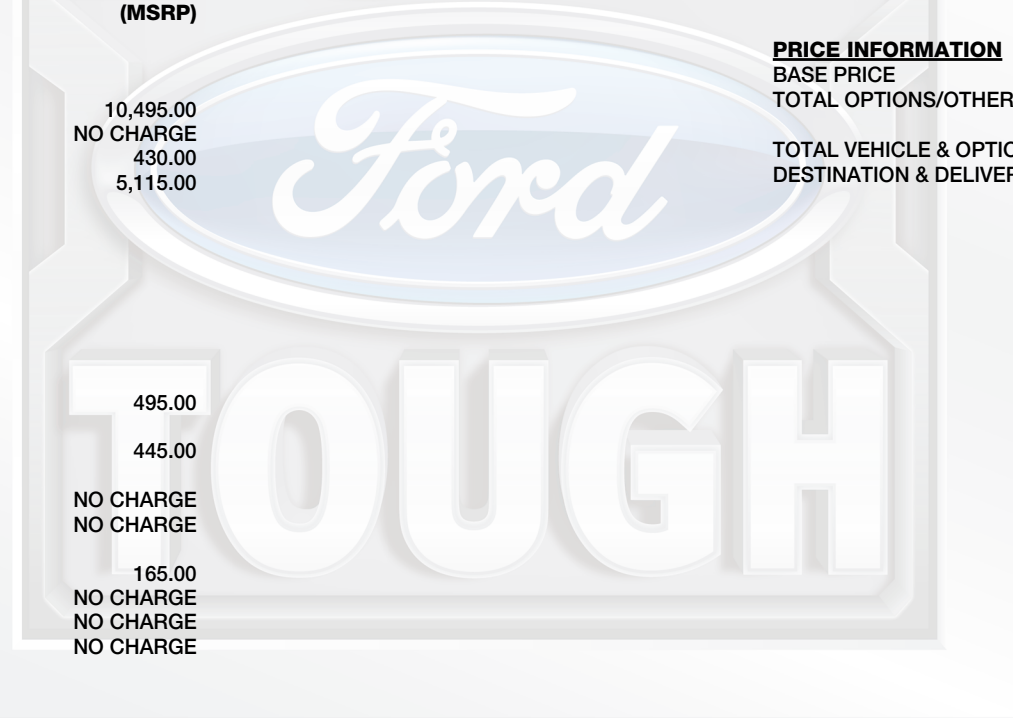 (MSRP)
10,495.00
NO CHARGE
430.00
5,115.00
495.00
445.00
NO CHARGE
NO CHARGE
165.00
NO CHARGE
NO CHARGE
NO CHARGE
PRICE INFORMATION
BASE PRICE
TOTAL OPTIONS/OTHER
TOTAL VEHICLE & OPTIO
DESTINATION & DELIVER
Ford
TOUGH